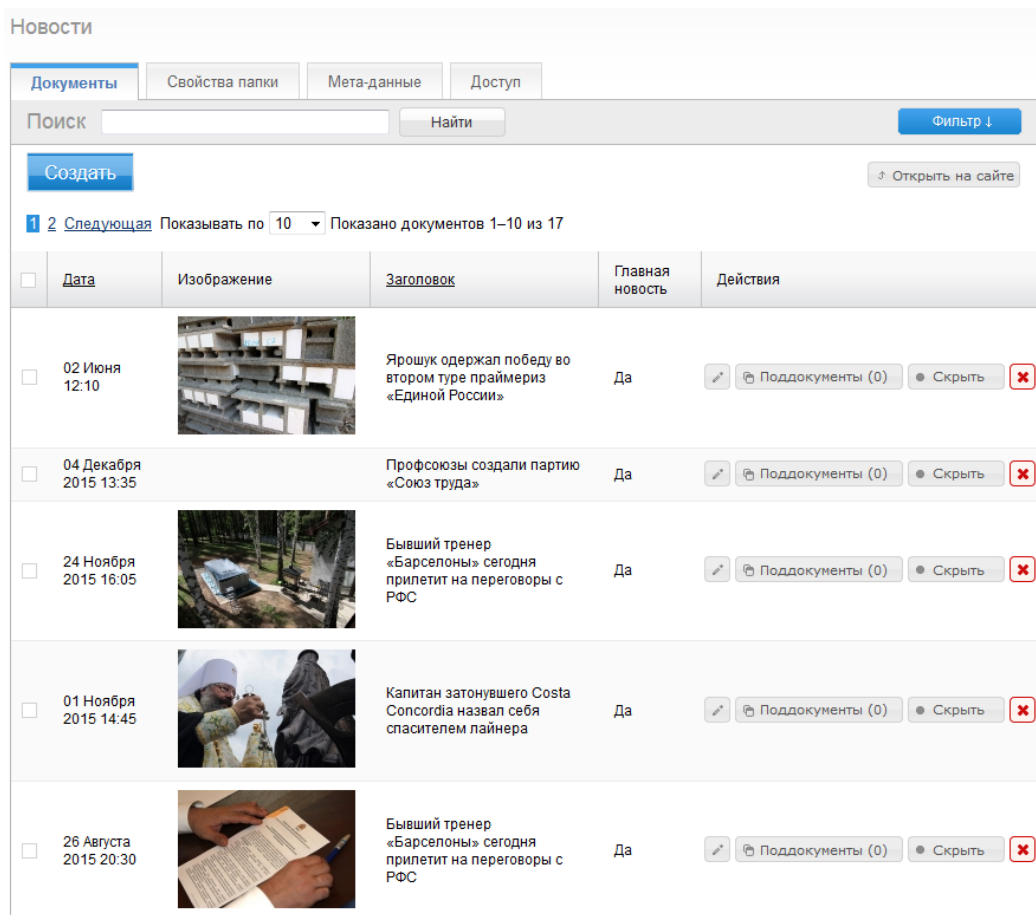 Новости
Документы Свойства папки Мета-данные Доступ
Поиск Найти Фильтр ↓
Создать Открыть на сайте
1 2 Следующая Показывать по 10 Показано документов 1–10 из 17
Дата Изображение Заголовок Главная новость Действия
02 Июня
12:10
Ярощук одержал победу во
втором туре праймериз
«Единой России»
Да Поддокументы (0) Скрыть
04 Декабря
2015 13:35
Профсоюзы создали партию
«Союз труда»
Да Поддокументы (0) Скрыть
24 Ноября
2015 16:05
Бывший тренер
«Барселоны» сегодня
прилетит на переговоры с
РФС
Да Поддокументы (0) Скрыть
01 Ноября
2015 14:45
Капитан затонувшего Costa
Concordia назвал себя
спасителем лайнера
Да Поддокументы (0) Скрыть
26 Августа
2015 20:30
Бывший тренер
«Барселоны» сегодня
прилетит на переговоры с
РФС
Да Поддокументы (0) Скрыть